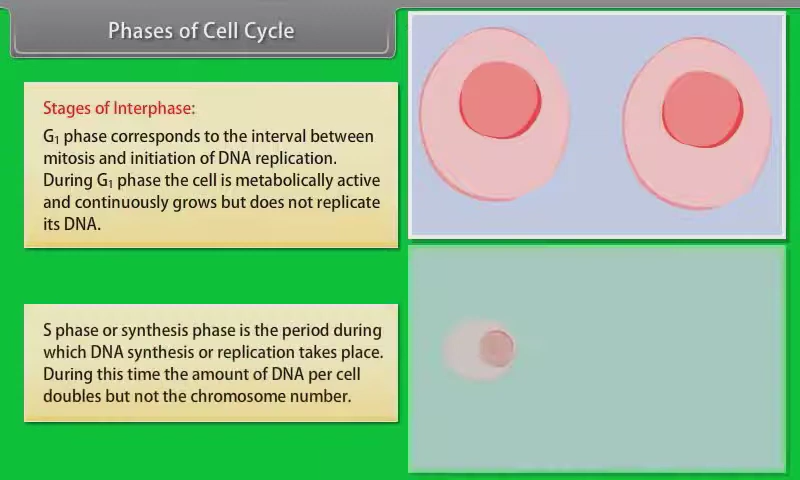 Phases of Cell Cycle
Stages of Interphase:
G₁ phase corresponds to the interval between
mitosis and initiation of DNA replication.
During G₁ phase the cell is metabolically active
and continuously grows but does not replicate
its DNA.
S phase or synthesis phase is the period during
which DNA synthesis or replication takes place.
During this time the amount of DNA per cell
doubles but not the chromosome number.